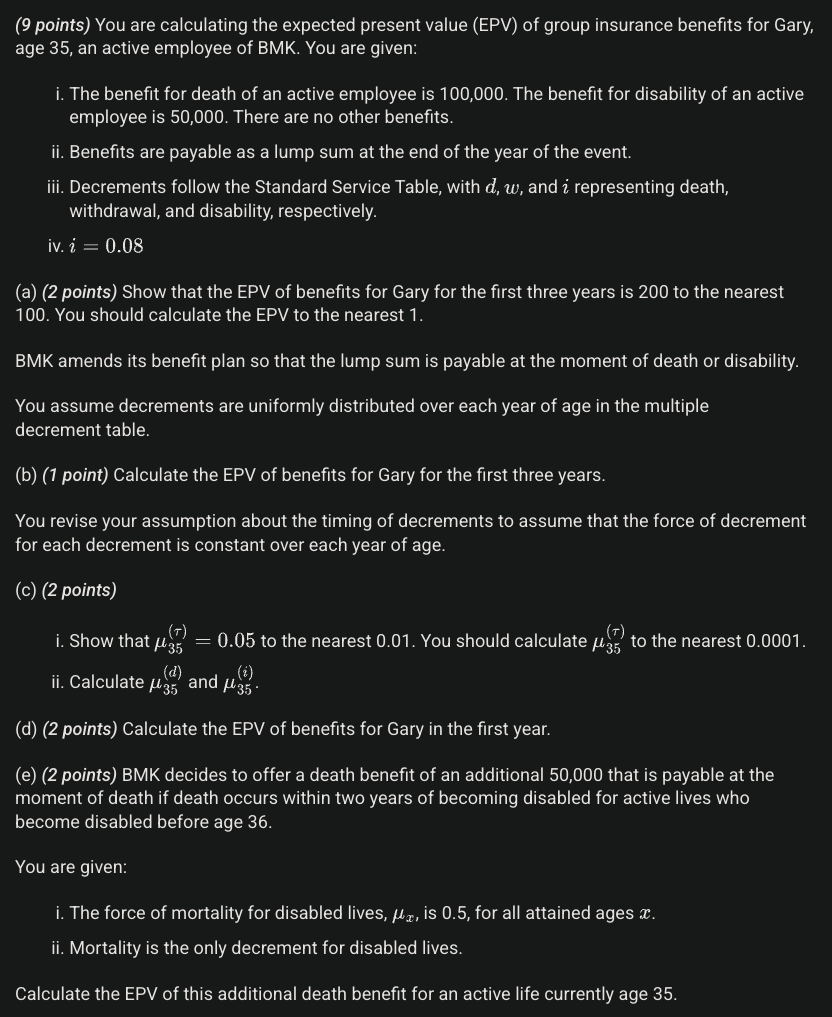 (9 points) You are calculating the expected present value (EPV) of group insurance benefits for Gary,
age 35, an active employee of BMK. You are given:
i. The benefit for death of an active employee is 100,000. The benefit for disability of an active
employee is 50,000. There are no other benefits.
ii. Benefits are payable as a lump sum at the end of the year of the event.
iii. Decrements follow the Standard Service Table, with d, w, and i representing death,
withdrawal, and disability, respectively.
iv. i = 0.08
(a) (2 points) Show that the EPV of benefits for Gary for the first three years is 200 to the nearest
100. You should calculate the EPV to the nearest 1.
BMK amends its benefit plan so that the lump sum is payable at the moment of death or disability.
You assume decrements are uniformly distributed over each year of age in the multiple
decrement table.
(b) (1 point) Calculate the EPV of benefits for Gary for the first three years.
You revise your assumption about the timing of decrements to assume that the force of decrement
for each decrement is constant over each year of age.
(c) (2 points)
i. Show that μ₃₅^(τ) = 0.05 to the nearest 0.01. You should calculate μ₃₅^(τ) to the nearest 0.0001.
ii. Calculate μ₃₅^(d) and μ₃₅^(i).
(d) (2 points) Calculate the EPV of benefits for Gary in the first year.
(e) (2 points) BMK decides to offer a death benefit of an additional 50,000 that is payable at the
moment of death if death occurs within two years of becoming disabled for active lives who
become disabled before age 36.
You are given:
i. The force of mortality for disabled lives, μₓ, is 0.5, for all attained ages x.
ii. Mortality is the only decrement for disabled lives.
Calculate the EPV of this additional death benefit for an active life currently age 35.